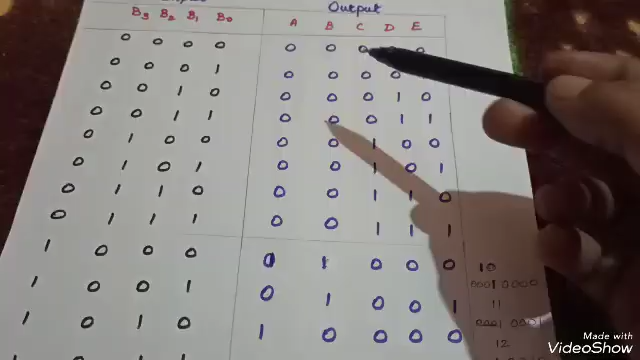 Output
B3 B2 B1 B0 A B C D E
0 0 0 0 0 0 0 0
0 0 0 1 0 0 0 0
0 0 1 0 0 0 0 1 0
0 0 1 1 0 0 0 1 1
0 1 0 0 0 0 1 0 0
0 1 0 1 0 0 1 0 1
0 1 1 0 0 0 1 1 0
0 1 1 1 0 0 1 1 1
1 0 0 0 0 1 0 0 0 10
0001 0000
1 0 0 1 0 1 0 0 1 11
0001 0001
1 0 1 0 1 0 0 0 0 12
Made with
VideoShow